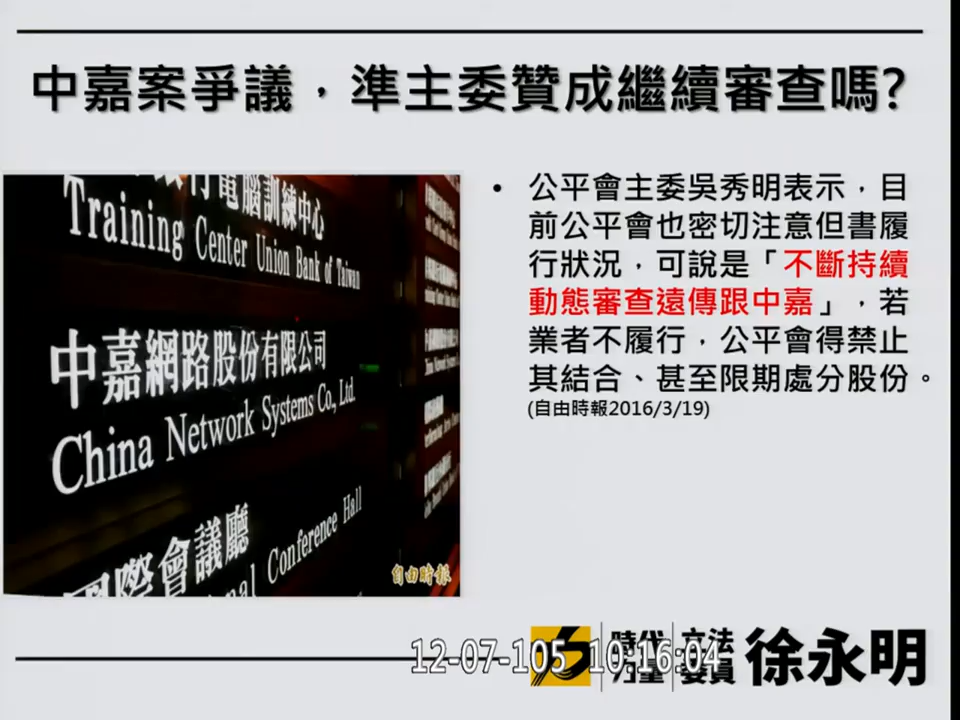 中嘉案爭議，準主委贊成繼續審查嗎?
行電腦訓練中心
Training Center Union Bank of Taiwan
中嘉網路股份有限公司
China Network Systems Co., Ltd.
國際會議廳
Conference Hall
自由時報
• 公平會主委吳秀明表示，目
前公平會也密切注意但書履
行狀況，可說是「不斷持續
動態審查遠傳跟中嘉」，若
業者不履行，公平會得禁止
其結合、甚至限期處分股份。
(自由時報2016/3/19)
時代力量 立法委員 徐永明
12-07-105 10:16:04